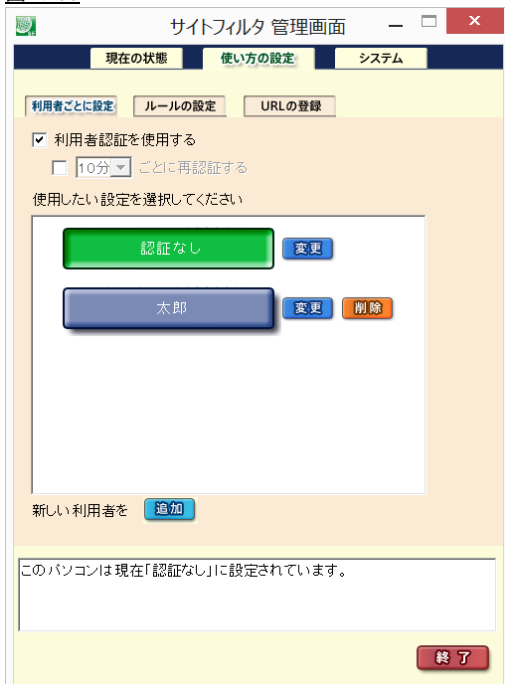 サイトフィルタ 管理画面
現在の状態 使い方の設定 システム
利用者ごとに設定 ルールの設定 URLの登録
利用者認証を使用する
10分 ごとに再認証する
使用したい設定を選択してください
認証なし 変更
太郎 変更 削除
新しい利用者を 追加
このパソコンは現在「認証なし」に設定されています。
終了